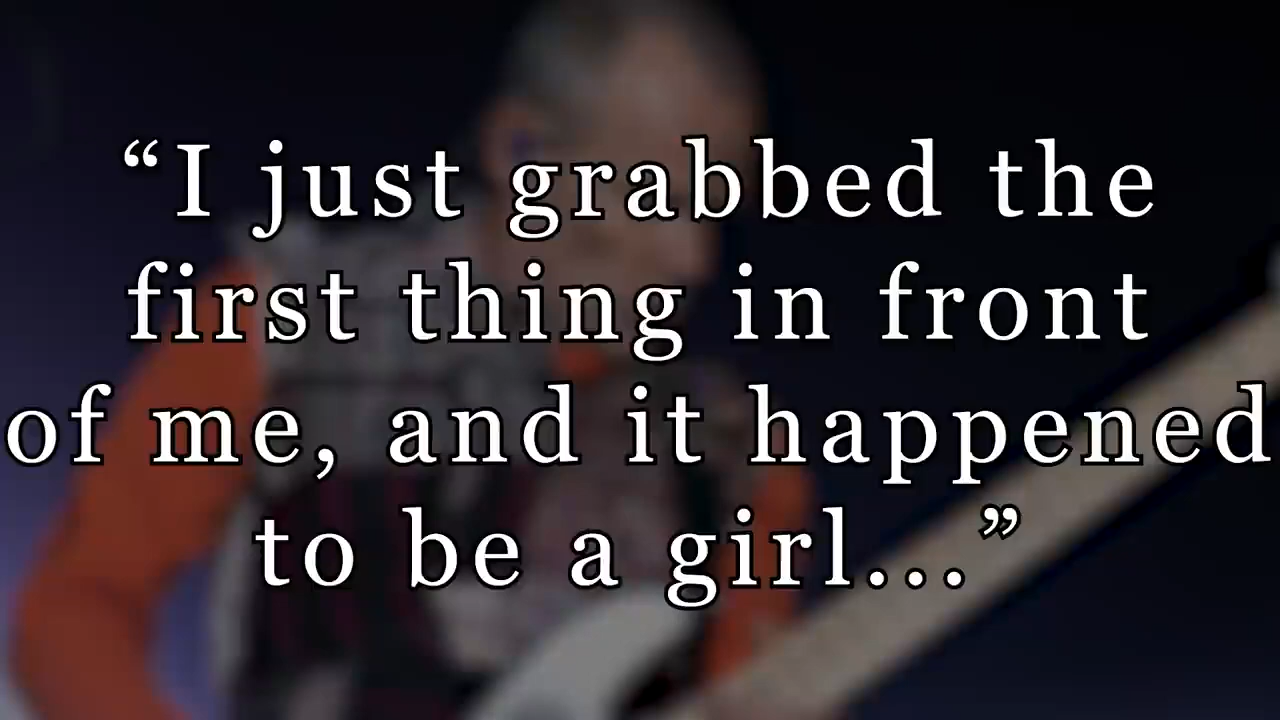 “I just grabbed the
first thing in front
of me, and it happened
to be a girl...”